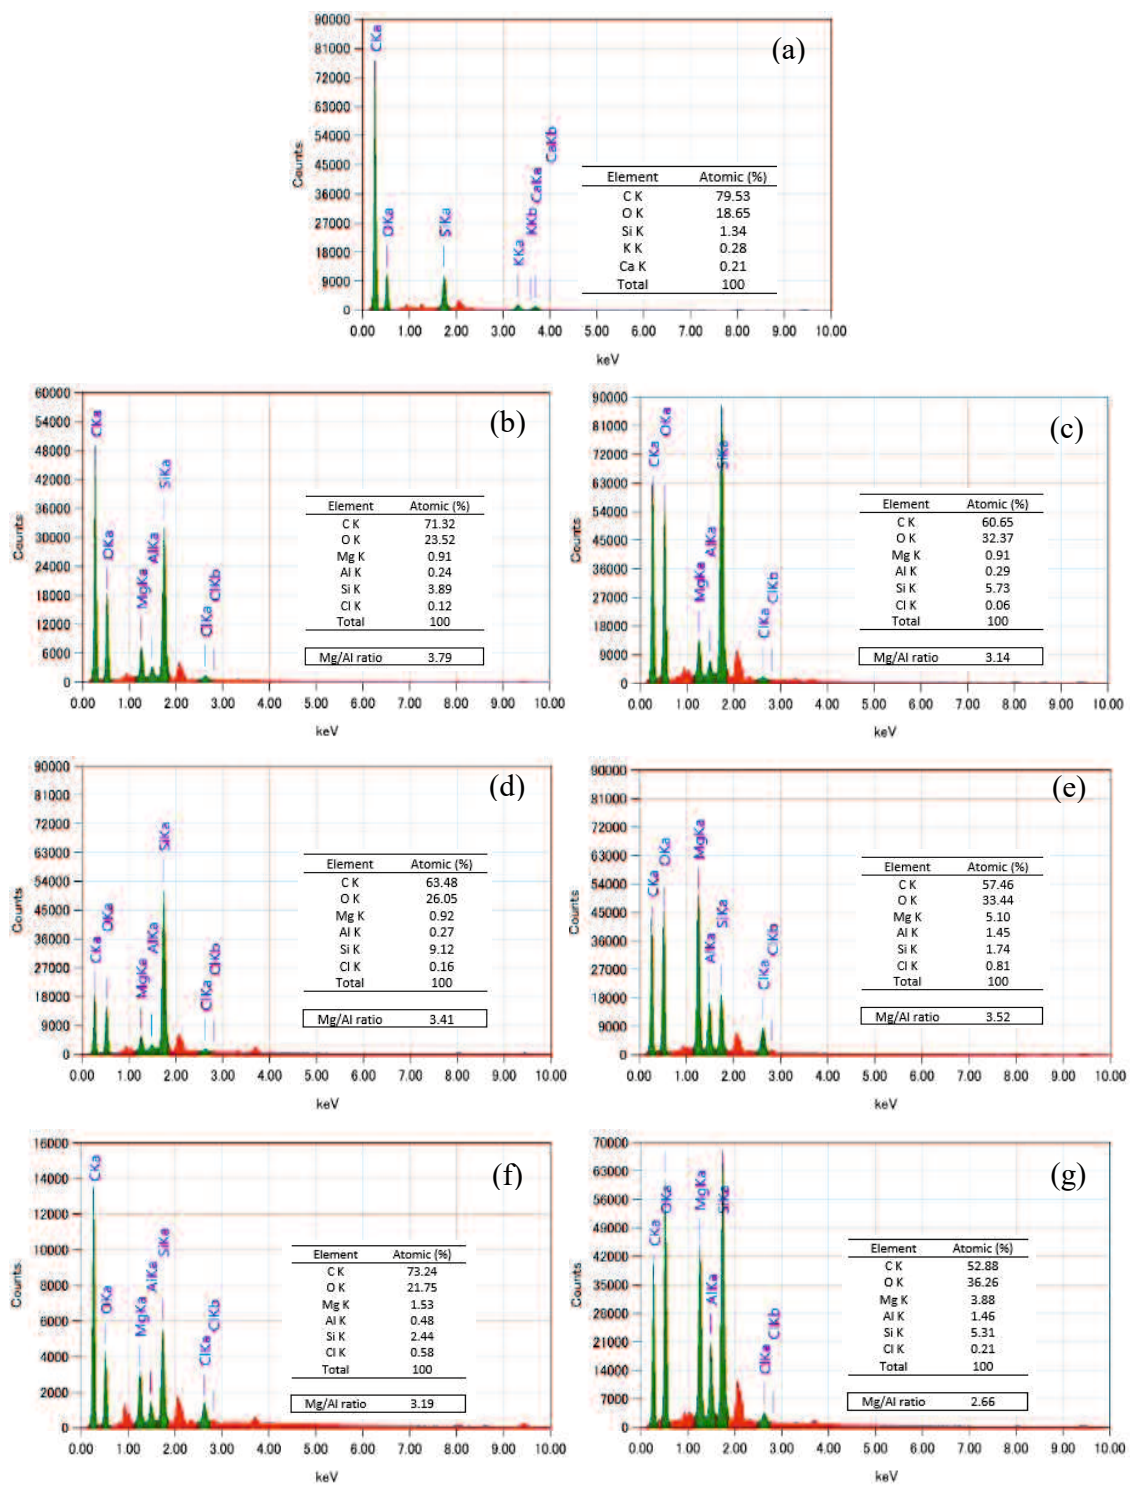 (a)
90000
81000
72000
63000
54000
45000
36000
27000
18000
9000
0
Counts
CKa
OKa
SiKa
KKa
KKb
CaKa
CaKb
Element Atomic (%)
C K 79.53
O K 18.65
Si K 1.34
K K 0.28
Ca K 0.21
Total 100
0.00 1.00 2.00 3.00 4.00 5.00 6.00 7.00 8.00 9.00 10.00
keV
(b)
60000
54000
48000
42000
36000
30000
24000
18000
12000
6000
0
Counts
CKa
OKa
MgKa
AlKa
SiKa
ClKa
ClKb
Element Atomic (%)
C K 71.32
O K 23.52
Mg K 0.91
Al K 0.24
Si K 3.89
Cl K 0.12
Total 100
Mg/Al ratio 3.79
0.00 1.00 2.00 3.00 4.00 5.00 6.00 7.00 8.00 9.00 10.00
keV
(c)
90000
81000
72000
63000
54000
45000
36000
27000
18000
9000
0
Counts
CKa
OKa
MgKa
AlKa
SiKa
ClKa
ClKb
Element Atomic (%)
C K 60.65
O K 32.37
Mg K 0.91
Al K 0.29
Si K 5.73
Cl K 0.06
Total 100
Mg/Al ratio 3.14
0.00 1.00 2.00 3.00 4.00 5.00 6.00 7.00 8.00 9.00 10.00
keV
(d)
90000
81000
72000
63000
54000
45000
36000
27000
18000
9000
0
Counts
CKa
OKa
MgKa
AlKa
SiKa
ClKa
ClKb
Element Atomic (%)
C K 63.48
O K 26.05
Mg K 0.92
Al K 0.27
Si K 9.12
Cl K 0.16
Total 100
Mg/Al ratio 3.41
0.00 1.00 2.00 3.00 4.00 5.00 6.00 7.00 8.00 9.00 10.00
keV
(e)
90000
81000
72000
63000
54000
45000
36000
27000
18000
9000
0
Counts
CKa
OKa
MgKa
AlKa
SiKa
ClKa
ClKb
Element Atomic (%)
C K 57.46
O K 33.44
Mg K 5.10
Al K 1.45
Si K 1.74
Cl K 0.81
Total 100
Mg/Al ratio 3.52
0.00 1.00 2.00 3.00 4.00 5.00 6.00 7.00 8.00 9.00 10.00
keV
(f)
16000
14000
12000
10000
8000
6000
4000
2000
0
Counts
CKa
OKa
MgKa
AlKa
SiKa
ClKa
ClKb
Element Atomic (%)
C K 73.24
O K 21.75
Mg K 1.53
Al K 0.48
Si K 2.44
Cl K 0.58
Total 100
Mg/Al ratio 3.19
0.00 1.00 2.00 3.00 4.00 5.00 6.00 7.00 8.00 9.00 10.00
keV
(g)
70000
63000
56000
49000
42000
35000
28000
21000
14000
7000
0
Counts
CKa
OKa
MgKa
AlKa
SiKa
ClKa
ClKb
Element Atomic (%)
C K 52.88
O K 36.26
Mg K 3.88
Al K 1.46
Si K 5.31
Cl K 0.21
Total 100
Mg/Al ratio 2.66
0.00 1.00 2.00 3.00 4.00 5.00 6.00 7.00 8.00 9.00 10.00
keV